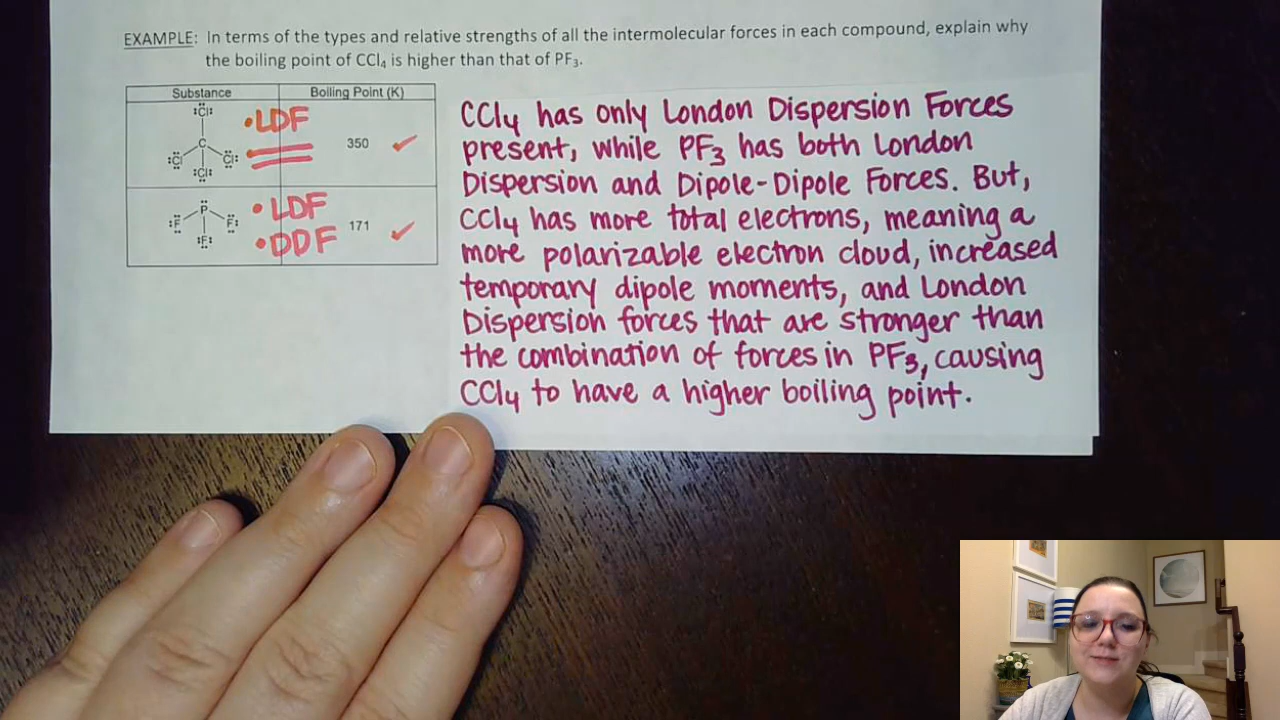 EXAMPLE: In terms of the types and relative strengths of all the intermolecular forces in each compound, explain why
the boiling point of CCl₄ is higher than that of PF₃.
Substance Boiling Point (K)
:Cl:
C
:Cl Cl:
:Cl:
• LDF
•
350 ✓
P
:F F:
:F:
• LDF
• DDF
171 ✓
CCl4 has only London Dispersion Forces
present, while PF3 has both London
Dispersion and Dipole-Dipole Forces. But,
CCl4 has more total electrons, meaning a
more polarizable electron cloud, increased
temporary dipole moments, and London
Dispersion forces that are stronger than
the combination of forces in PF3, causing
CCl4 to have a higher boiling point.